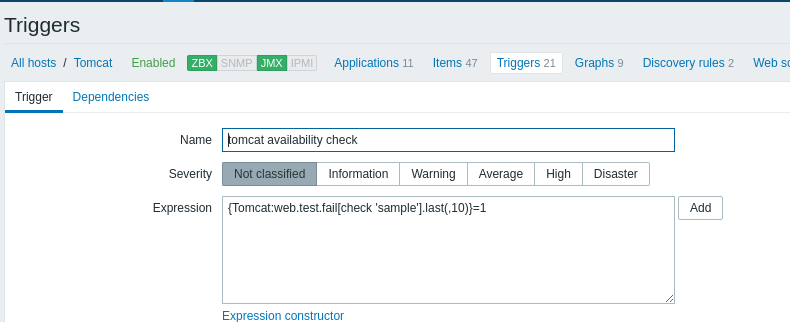 Triggers
All hosts / Tomcat Enabled ZBX SNMP JMX IPMI Applications 11 Items 47 Triggers 21 Graphs 9 Discovery rules 2 Web sc
Trigger Dependencies
Name tomcat availability check
Severity Not classified Information Warning Average High Disaster
Expression {Tomcat:web.test.fail[check 'sample'].last(,10)}=1 Add
Expression constructor